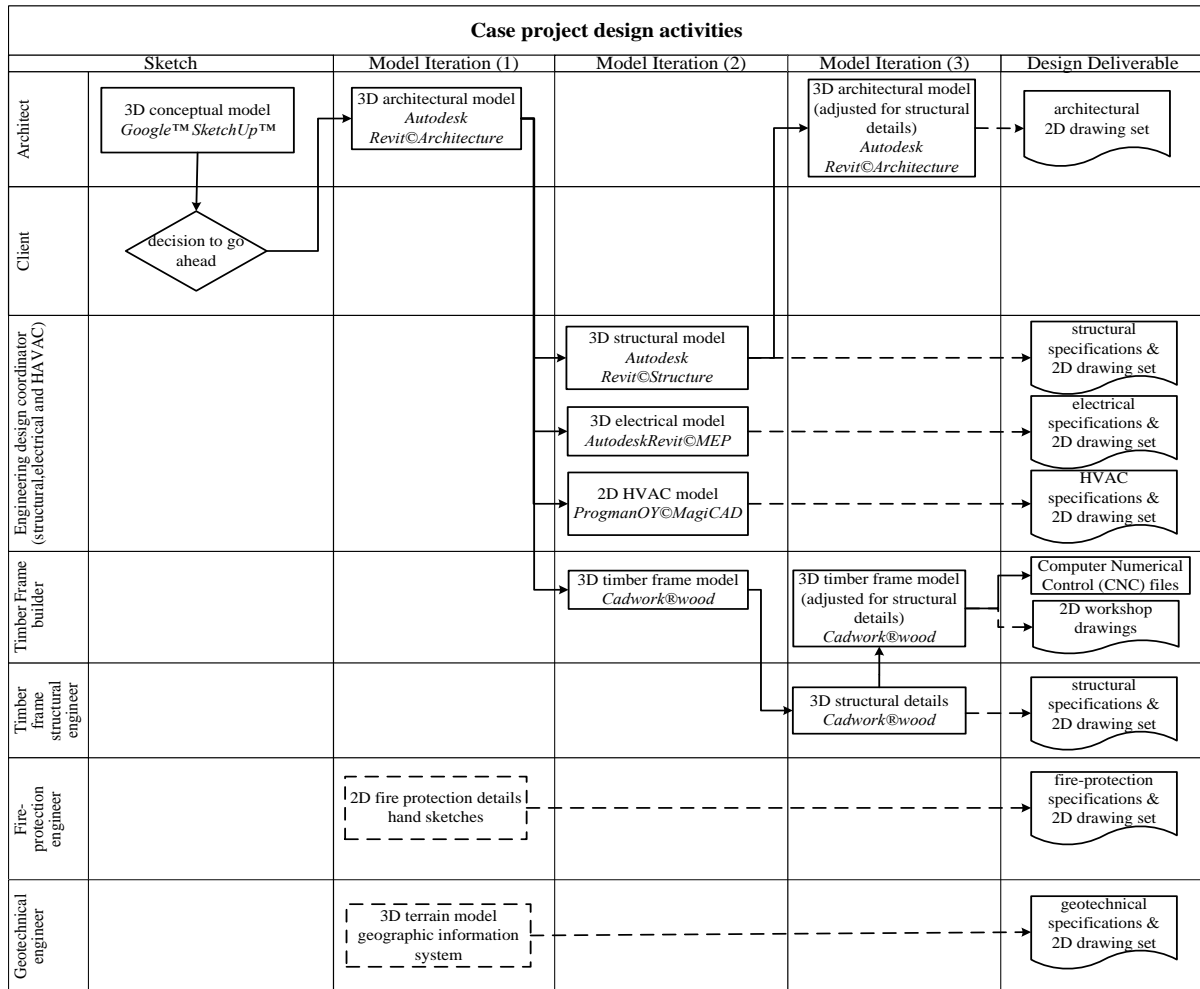 Case project design activities
Sketch
Model Iteration (1)
Model Iteration (2)
Model Iteration (3)
Design Deliverable
Architect
3D conceptual model
Google™ SketchUp™
3D architectural model
Autodesk
Revit©Architecture
3D architectural model
(adjusted for structural
details)
Autodesk
Revit©Architecture
architectural
2D drawing set
Client
decision to go
ahead
Engineering design coordinator
(structural,electrical and HAVAC)
3D structural model
Autodesk
Revit©Structure
structural
specifications &
2D drawing set
3D electrical model
AutodeskRevit©MEP
electrical
specifications &
2D drawing set
2D HVAC model
ProgmanOY©MagiCAD
HVAC
specifications &
2D drawing set
Timber Frame
builder
3D timber frame model
Cadwork®wood
3D timber frame model
(adjusted for structural
details)
Cadwork®wood
Computer Numerical
Control (CNC) files
2D workshop
drawings
Timber
frame
structural
engineer
3D structural details
Cadwork®wood
structural
specifications &
2D drawing set
Fire-
protection
engineer
2D fire protection details
hand sketches
fire-protection
specifications &
2D drawing set
Geotechnical
engineer
3D terrain model
geographic information
system
geotechnical
specifications &
2D drawing set